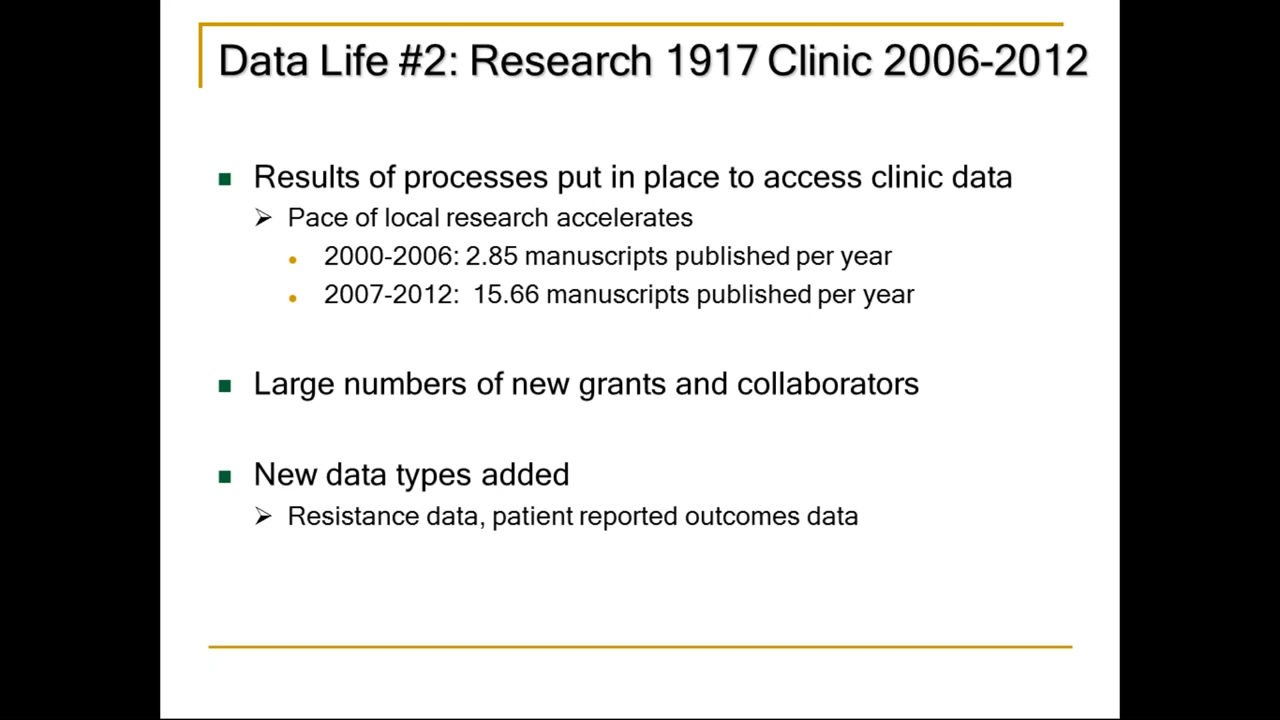 Data Life #2: Research 1917 Clinic 2006-2012
Results of processes put in place to access clinic data
Pace of local research accelerates
2000-2006: 2.85 manuscripts published per year
2007-2012: 15.66 manuscripts published per year
Large numbers of new grants and collaborators
New data types added
Resistance data, patient reported outcomes data